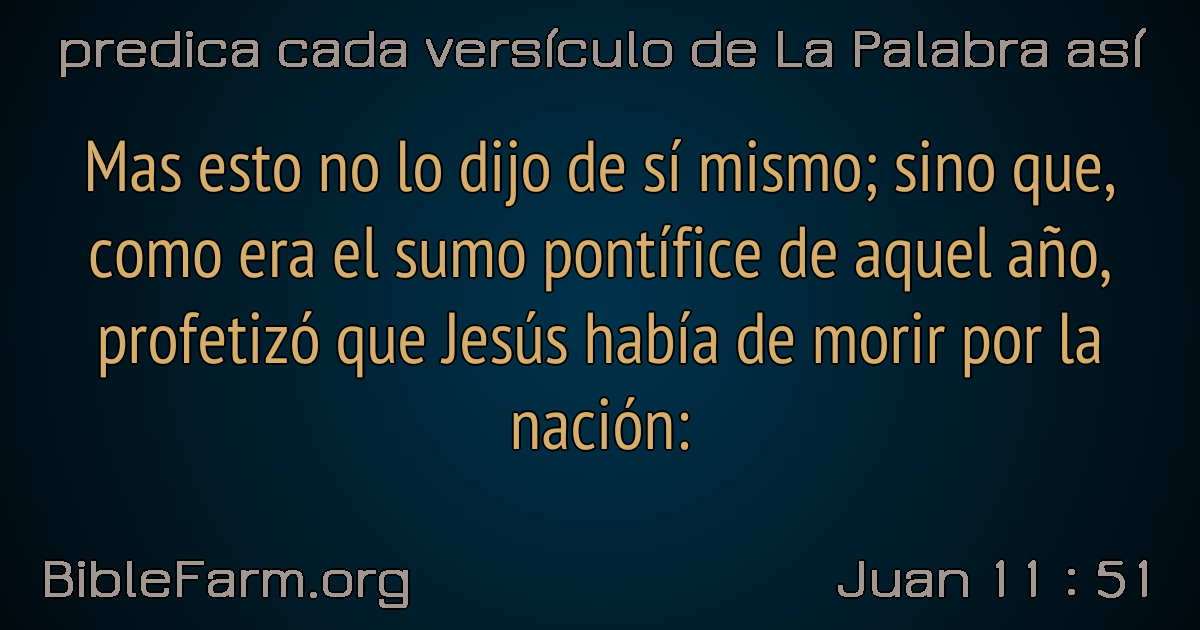 predica cada versículo de La Palabra así
Mas esto no lo dijo de sí mismo; sino que,
como era el sumo pontífice de aquel año,
profetizó que Jesús había de morir por la
nación:
BibleFarm.org
Juan 11 : 51